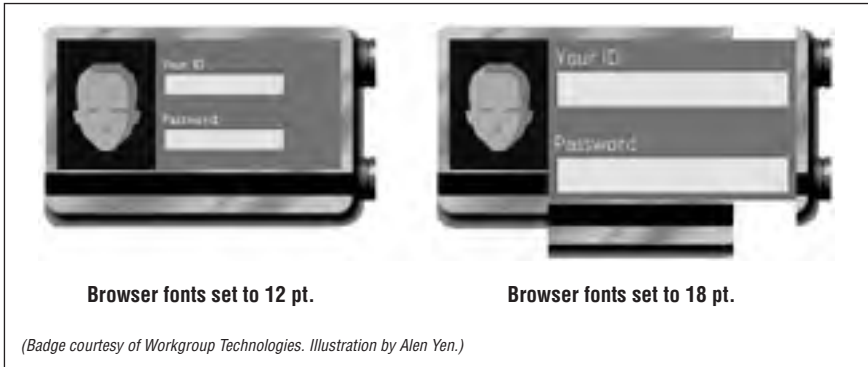 Your ID
Password
Your ID
Password
Browser fonts set to 12 pt.
Browser fonts set to 18 pt.
(Badge courtesy of Workgroup Technologies. Illustration by Alen Yen.)